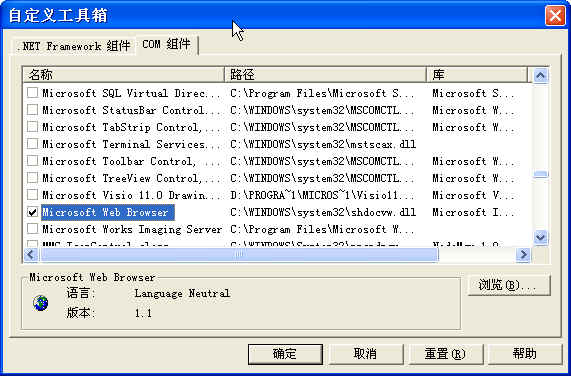 自定义工具箱
.NET Framework 组件 COM 组件
名称 路径 库
Microsoft SQL Virtual Direc... C:\Program Files\Microsoft S... Microsoft S...
Microsoft StatusBar Control... C:\WINDOWS\system32\MSCOMCTL... Microsoft W...
Microsoft TabStrip Control,... C:\WINDOWS\system32\MSCOMCTL... Microsoft W...
Microsoft Terminal Services... C:\WINDOWS\system32\mstscax.dll
Microsoft Toolbar Control, ... C:\WINDOWS\system32\MSCOMCTL... Microsoft W...
Microsoft TreeView Control,... C:\WINDOWS\system32\MSCOMCTL... Microsoft W...
Microsoft Visio 11.0 Drawin... D:\PROGRA~1\MICROS~1\Visio11... Microsoft V...
Microsoft Web Browser C:\WINDOWS\system32\shdocvw.dll Microsoft I...
Microsoft Works Imaging Server C:\Program Files\Microsoft W...
Microsoft Web Browser
语言: Language Neutral
版本: 1.1
浏览(B)...
确定 取消 重置(R) 帮助